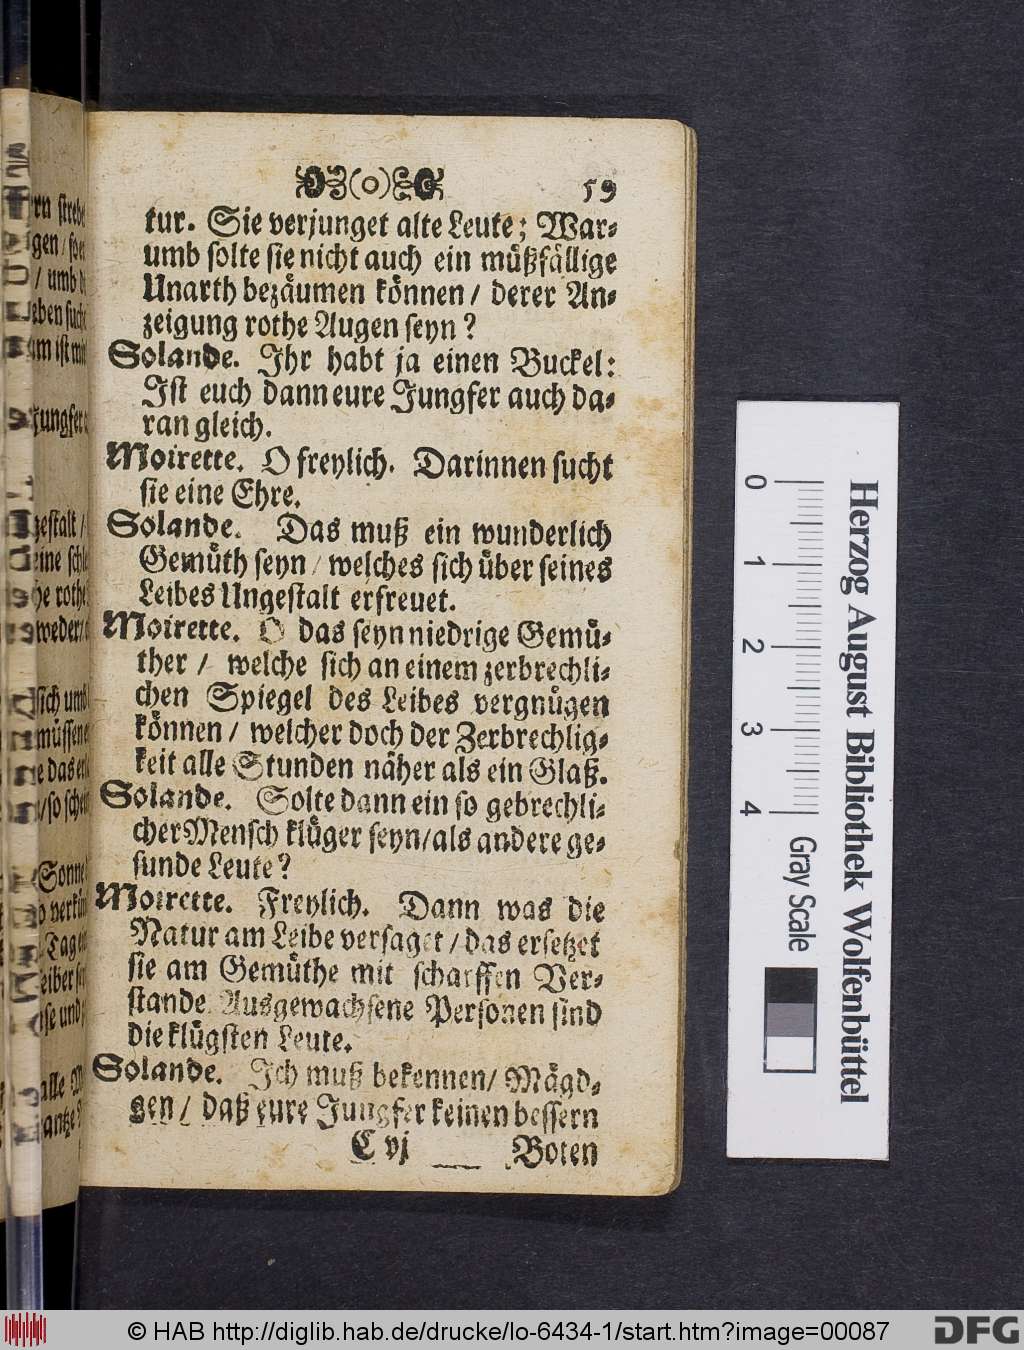 (o) 59
tur. Sie verjunget alte Leute; War-
umb solte sie nicht auch ein müßfällige
Unarth bezäumen können / derer An-
zeigung rothe Augen seyn?
Solande. Ihr habt ja einen Buckel:
Ist euch dann eure Jungfer auch da-
ran gleich.
Moirette. O freylich. Darinnen sucht
sie eine Ehre.
Solande. Das muß ein wunderlich
Gemüth seyn / welches sich über seines
Leibes Ungestalt erfreuet.
Moirette. O das seyn niedrige Gemü-
ther / welche sich an einem zerbrechli-
chen Spiegel des Leibes vergnügen
können / welcher doch der Zerbrechlig-
keit alle Stunden näher als ein Glaß.
Solande. Solte dann ein so gebrechli-
cher Mensch klüger seyn / als andere ge-
sunde Leute?
Moirette. Freylich. Dann was die
Natur am Leibe versaget / das ersetzet
sie am Gemüthe mit scharffen Ver-
stande. Ausgewachsene Personen sind
die klügsten Leute.
Solande. Ich muß bekennen / Mägd-
gen / daß eure Jungfer keinen bessern
C vj Boten
Herzog August Bibliothek Wolfenbüttel
0 1 2 3 4 Gray Scale
© HAB http://diglib.hab.de/drucke/lo-6434-1/start.htm?image=00087
DFG